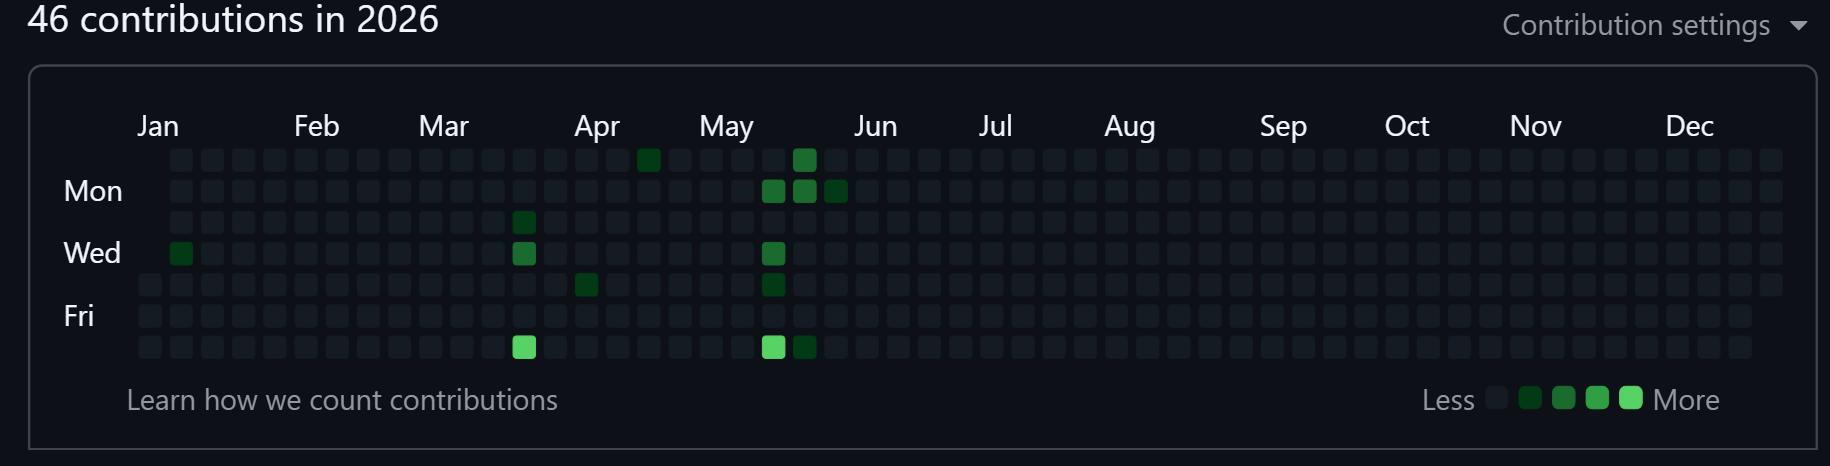 46 contributions in 2026
Contribution settings
Jan Feb Mar Apr May Jun Jul Aug Sep Oct Nov Dec
Mon
Wed
Fri
Learn how we count contributions
Less More